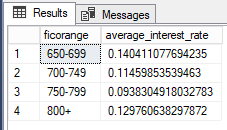 Results Messages
ficorange average_interest_rate
1 650-699 0.140411077694235
2 700-749 0.11459853539463
3 750-799 0.0938304918032783
4 800+ 0.129760638297872